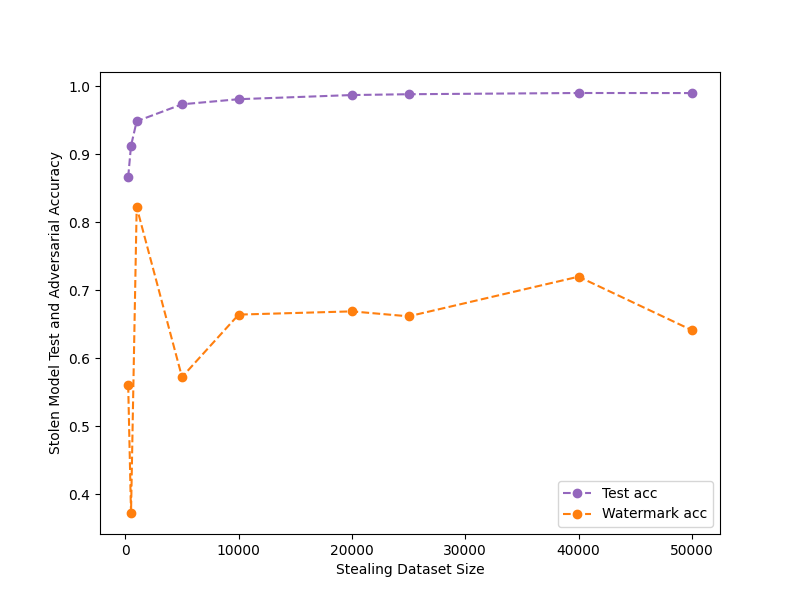 1.0
0.9
0.8
0.7
0.6
0.5
0.4
Stolen Model Test and Adversarial Accuracy
Test acc
Watermark acc
0 10000 20000 30000 40000 50000
Stealing Dataset Size